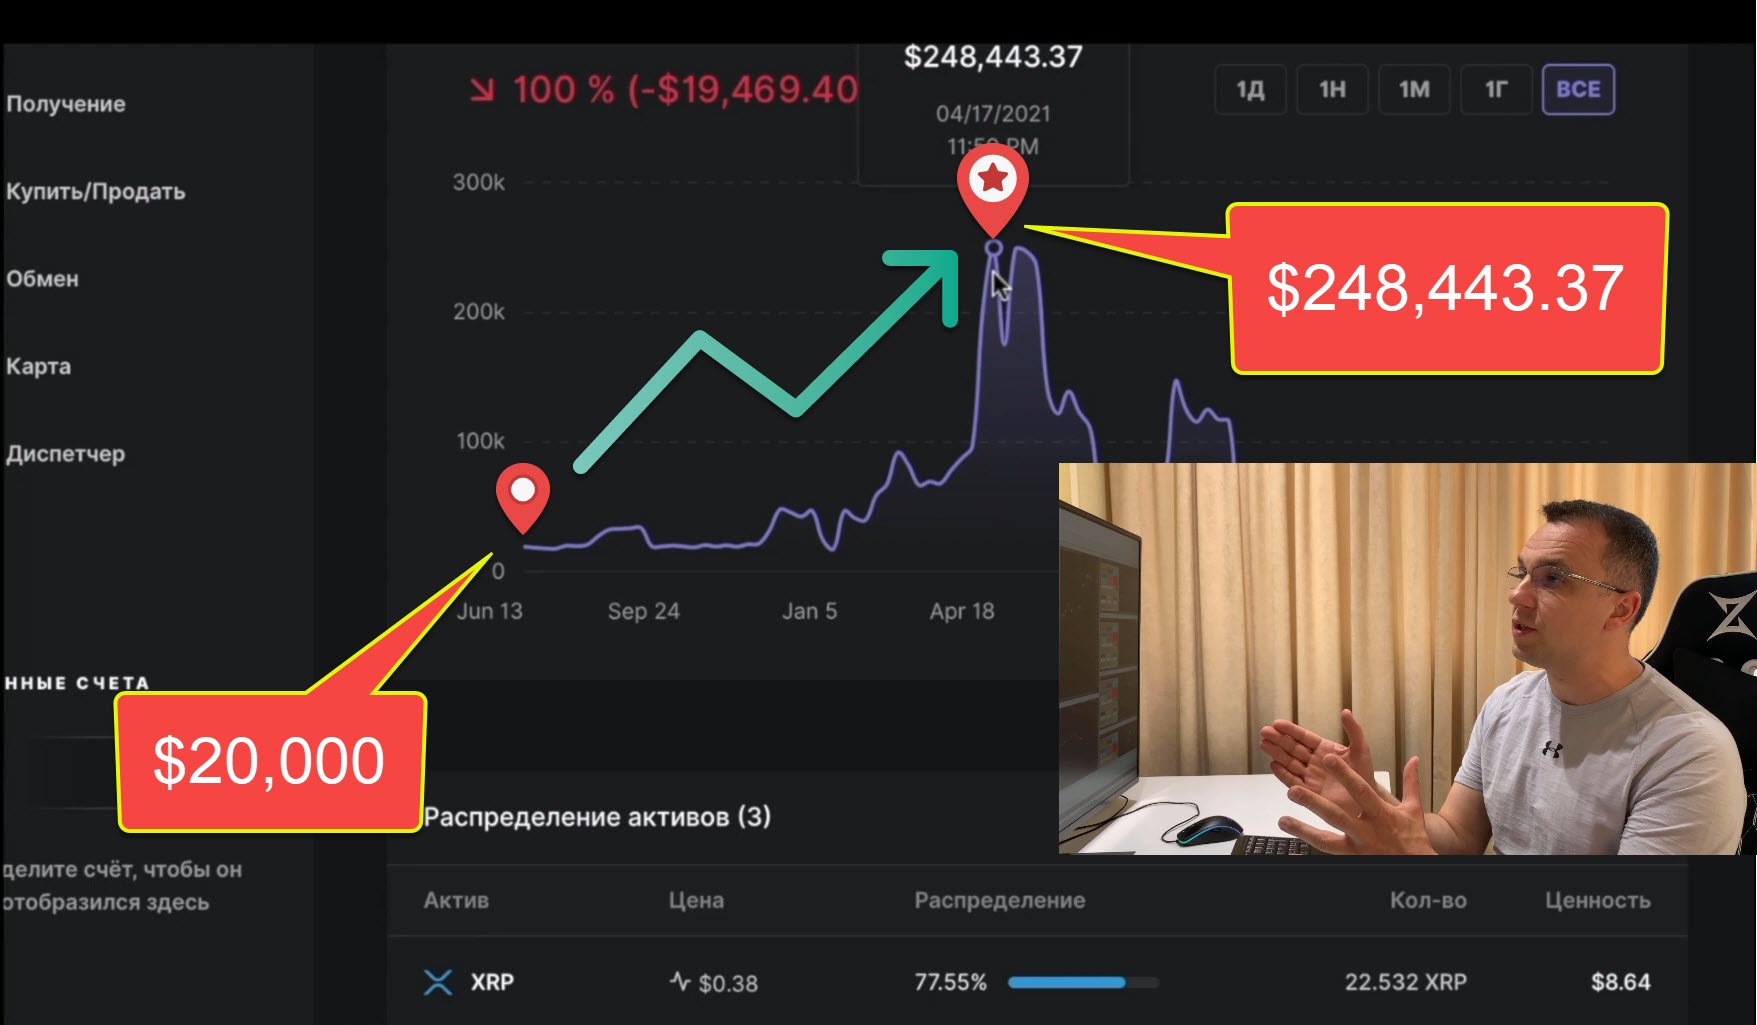 Получение
Купить/Продать
Обмен
Карта
Диспетчер
ННЫЕ СЧЕТА
делите счёт, чтобы он
отобразился здесь
100 % (-$19,469.40
$248,443.37
04/17/2021
11:59 PM
1Д 1Н 1М 1Г ВСЕ
300k
200k
100k
0
Jun 13 Sep 24 Jan 5 Apr 18
$248,443.37
$20,000
Распределение активов (3)
Актив Цена Распределение Кол-во Ценность
XRP $0.38 77.55% 22.532 XRP $8.64